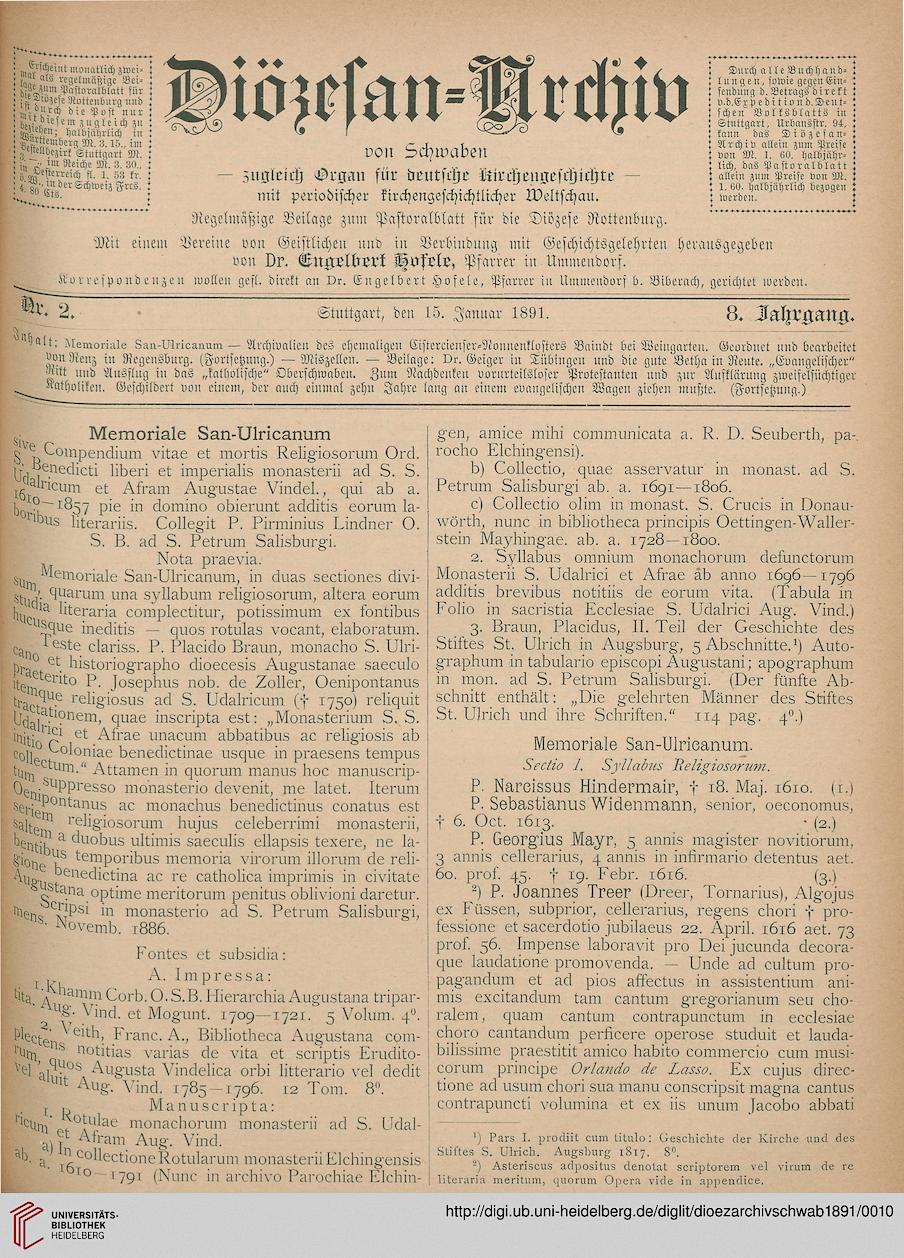 Erscheint monatlich zwei-
mal als regelmäßige Bei-
lage zum Pastoralblatt für
die Diözese Rottenburg und
ist durch die Post nur
mit diesem zugleich zu
beziehen; halbjährlich in
Württemberg M. 3. 15., im
Bestellbezirk Stuttgart M.
3. —., im Reiche M. 3. 30.,
in Oesterreich fl. 1. 53 kr.
ö. W., in der Schweiz Frcs.
4. 80 Cts.
Diözesan-Archiv
von Schwaben
— zugleich Organ für deutsche Kirchengeschichte —
mit periodischer kirchengeschichtlicher Weltschau.
Durch alle Buchhand-
lungen, sowie gegen Ein-
sendung d. Betrags direkt
v. d. Expedition d. Deut-
schen Volksblatts in
Stuttgart, Urbansstr. 94,
kann das Diözesan-
Archiv allein zum Preise
von M. 1. 60. halbjähr-
lich, das Pastoralblatt
allein zum Preise von M.
1. 60. halbjährlich bezogen
werden.
Regelmäßige Beilage zum Pastoralblatt für die Diözese Rottenburg.
Mit einem Vereine von Geistlichen und in Verbindung mit Geschichtsgelehrten herausgegeben
von Dr. Engelbert Hofele, Pfarrer in Ummendorf.
Korrespondenzen wollen gefl. direkt an Dr. Engelbert Hofele, Pfarrer in Ummendorf b. Biberach, gerichtet werden.
Nr. 2. Stuttgart, den 15. Januar 1891. 8. Jahrgang.
Inhalt: Memoriale San-Ulricanum — Archivalien des ehemaligen Cistercienser-Nonnenklosters Baindt bei Weingarten. Geordnet und bearbeitet
von Renz in Regensburg. (Fortsetzung.) — Miszellen. — Beilage: Dr. Geiger in Tübingen und die gute Betha in Reute. „Evangelischer“
Ritt und Ausflug in das „katholische“ Oberschwaben. Zum Nachdenken vorurteilsloser Protestanten und zur Aufklärung zweifelsüchtiger
Katholiken. Geschildert von einem, der auch einmal zehn Jahre lang an einem evangelischen Wagen ziehen mußte. (Fortsetzung.)
Memoriale San-Ulricanum
sive Compendium vitae et mortis Religiosorum Ord.
S. Benedicti liberi et imperialis monasterii ad S. S.
Udalricum et Afram Augustae Vindel., qui ab a.
1610—1857 pie in domino obierunt additis eorum la-
boribus literariis. Collegit P. Pirminius Lindner O.
S. B. ad S. Petrum Salisburgi.
Nota praevia.
Memoriale San-Ulricanum, in duas sectiones divi-
sum, quarum una syllabum religiosorum, altera eorum
studia literaria complectitur, potissimum ex fontibus
hucusque ineditis — quos rotulas vocant, elaboratum.
Teste clariss. P. Placido Braun, monacho S. Ulri-
cano et historiographo dioecesis Augustanae saeculo
praeterito P. Josephus nob. de Zoller, Oenipontanus
itemque religiosus ad S. Udalricum († 1750) reliquit
tractationem, quae inscripta est: „Monasterium S. S.
Udalrici et Afrae unacum abbatibus ac religiosis ab
initio Coloniae benedictinae usque in praesens tempus
collectum.“ Attamen in quorum manus hoc manuscrip-
tum suppresso monasterio devenit, me latet. Iterum
Oenipontanus ac monachus benedictinus conatus est
seriem religiosorum hujus celeberrimi monasterii,
saltem a duobus ultimis saeculis ellapsis texere, ne la-
bentibus temporibus memoria virorum illorum de reli-
gione benedictina ac re catholica imprimis in civitate
Augustana optime meritorum penitus oblivioni daretur.
Scripsi in monasterio ad S. Petrum Salisburgi,
mens. Novemb. 1886.
Fontes et subsidia:
A. Impressa:
1. Khamm Corb. O. S. B. Hierarchia Augustana tripar-
tita. Aug. Vind. et Mogunt. 1709—1721. 5 Volum. 4°.
2. Veith, Franc. A., Bibliotheca Augustana com-
plectens notitias varias de vita et scriptis Erudito-
rum, quos Augusta Vindelica orbi litterario vel dedit
vel aluit Aug. Vind. 1785—1796. 12 Tom. 8°.
Manuscripta:
1. Rotulae monachorum monasterii ad S. Udal-
ricum et Afram Aug. Vind.
a) In collectione Rotularum monasterii Elchingensis
ab. a. 1610—1791 (Nunc in archivo Parochiae Elchin-
gen, amice mihi communicata a. R. D. Seuberth, pa-
rocho Elchingensi).
b) Collectio, quae asservatur in monast. ad S.
Petrum Salisburgi ab. a. 1691—1806.
c) Collectio olim in monast. S. Crucis in Donau-
wörth, nunc in bibliotheca principis Oettingen-Waller-
stein Mayhingae. ab. a. 1728—1800.
2. Syllabus omnium monachorum defunctorum
Monasterii S. Udalrici et Afrae ab anno 1696—1796
additis brevibus notitiis de eorum vita. (Tabula in
Folio in sacristia Ecclesiae S. Udalrici Aug. Vind.)
3. Braun, Placidus, II. Teil der Geschichte des
Stiftes St. Ulrich in Augsburg, 5 Abschnitte.¹) Auto-
graphum in tabulario episcopi Augustani; apographum
in mon. ad S. Petrum Salisburgi. (Der fünfte Ab-
schnitt enthält: „Die gelehrten Männer des Stiftes
St. Ulrich und ihre Schriften.“ 114 pag. 4°.)
Memoriale San-Ulricanum.
Sectio I. Syllabus Religiosorum.
P. Narcissus Hindermair, † 18. Maj. 1610. (1.)
P. Sebastianus Widenmann, senior, oeconomus,
† 6. Oct. 1613. (2.)
P. Georgius Mayr, 5 annis magister novitiorum,
3 annis cellerarius, 4 annis in infirmario detentus aet.
60. prof. 45. † 19. Febr. 1616. (3.)
²) P. Joannes Treer (Dreer, Tornarius), Algojus
ex Füssen, subprior, cellerarius, regens chori † pro-
fessione et sacerdotio jubilaeus 22. April. 1616 aet. 73
prof. 56. Impense laboravit pro Dei jucunda decora-
que laudatione promovenda. — Unde ad cultum pro-
pagandum et ad pios affectus in assistentium ani-
mis excitandum tam cantum gregorianum seu cho-
ralem, quam cantum contrapunctum in ecclesiae
choro cantandum perficere operose studuit et lauda-
bilissime praestitit amico habito commercio cum musi-
corum principe Orlando de Lasso. Ex cujus direc-
tione ad usum chori sua manu conscripsit magna cantus
contrapuncti volumina et ex iis unum Jacobo abbati
¹) Pars I. prodiit cum titulo: Geschichte der Kirche und des
Stiftes S. Ulrich. Augsburg 1817. 8°.
²) Asteriscus adpositus denotat scriptorem vel virum de re
literaria meritum, quorum Opera vide in appendice.
UNIVERSITÄTS-
BIBLIOTHEK
HEIDELBERG
http://digi.ub.uni-heidelberg.de/diglit/dioezarchivschwab1891/0010